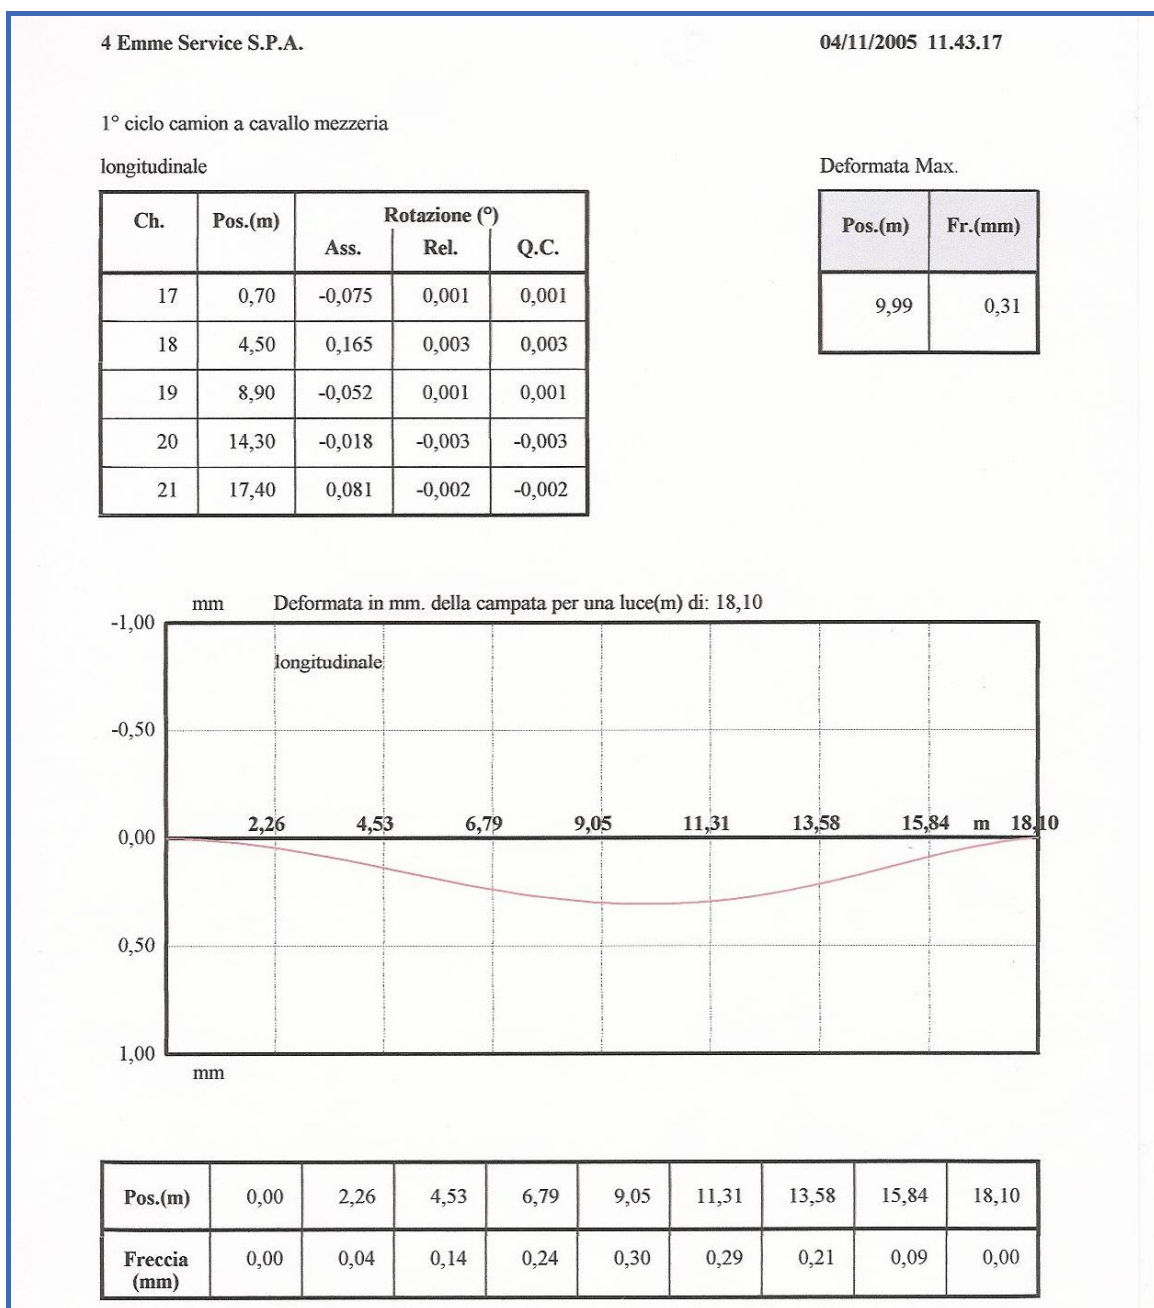 4 Emme Service S.P.A. 04/11/2005 11.43.17
1° ciclo camion a cavallo mezzeria
longitudinale Deformata Max.
Ch. Pos.(m) Rotazione (°) Pos.(m) Fr.(mm)
Ass. Rel. Q.C.
17 0,70 -0,075 0,001 0,001 9,99 0,31
18 4,50 0,165 0,003 0,003
19 8,90 -0,052 0,001 0,001
20 14,30 -0,018 -0,003 -0,003
21 17,40 0,081 -0,002 -0,002
mm Deformata in mm. della campata per una luce(m) di: 18,10
-1,00
longitudinale
-0,50
2,26 4,53 6,79 9,05 11,31 13,58 15,84 m 18,10
0,00
0,50
1,00
mm
Pos.(m) 0,00 2,26 4,53 6,79 9,05 11,31 13,58 15,84 18,10
Freccia 0,00 0,04 0,14 0,24 0,30 0,29 0,21 0,09 0,00
(mm)